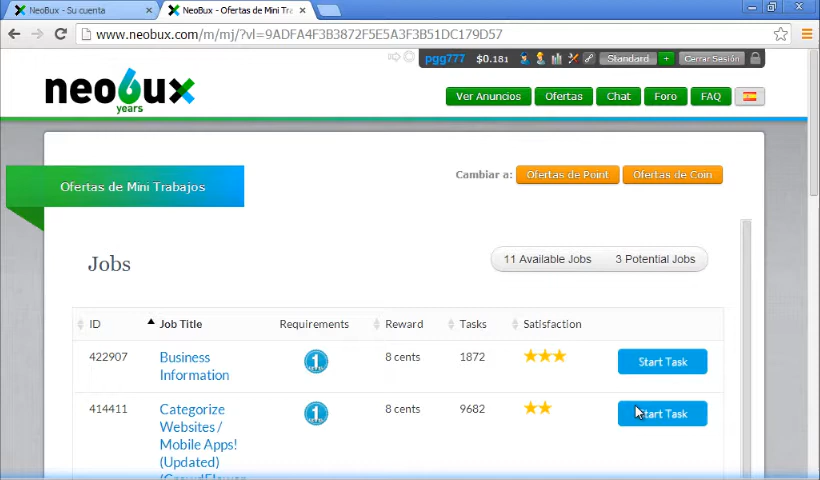 NeoBux - Su cuenta
NeoBux - Ofertas de Mini Tra
www.neobux.com/m/mj/?vl=9ADFA4F3B3872F5E5A3F3B51DC179D57
pgg777 $0.181 Standard + Cerrar Sesión
neobux
years
Ver Anuncios Ofertas Chat Foro FAQ
Ofertas de Mini Trabajos
Cambiar a: Ofertas de Point Ofertas de Coin
Jobs
11 Available Jobs 3 Potential Jobs
ID Job Title Requirements Reward Tasks Satisfaction
422907 Business Information 1 8 cents 1872 Start Task
414411 Categorize Websites / Mobile Apps! (Updated) (CrowdFlower 1 8 cents 9682 Start Task